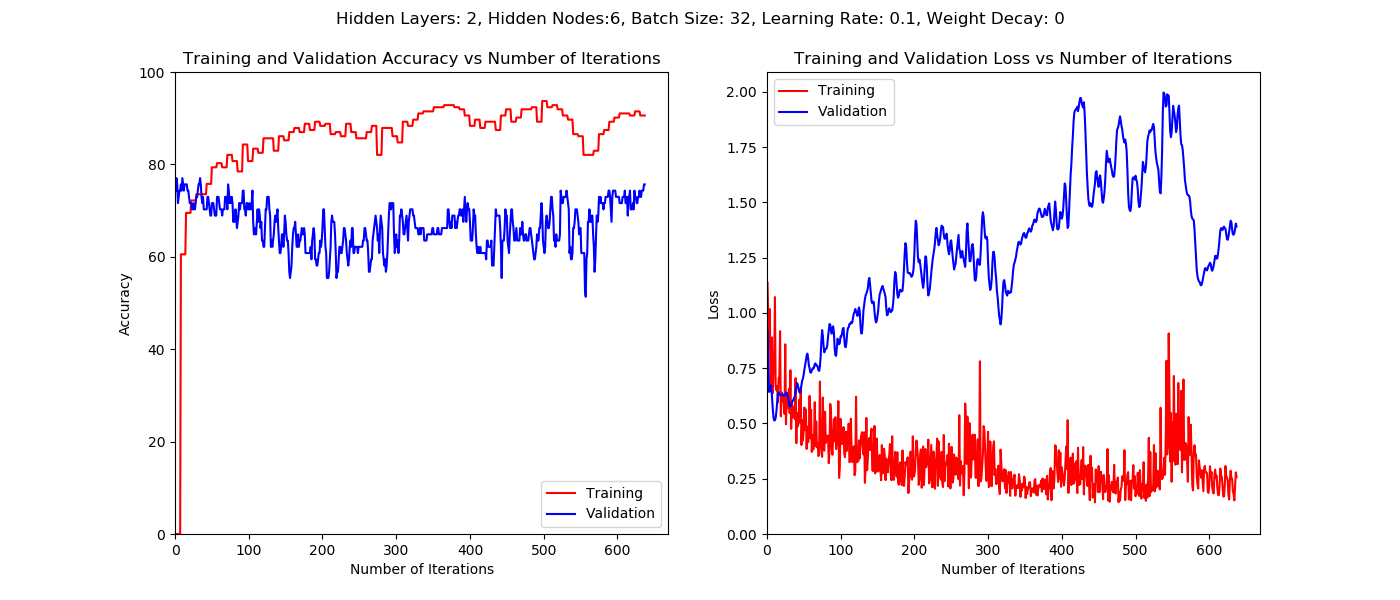 Hidden Layers: 2, Hidden Nodes:6, Batch Size: 32, Learning Rate: 0.1, Weight Decay: 0
Training and Validation Accuracy vs Number of Iterations
100
80
60
40
20
0
Accuracy
0 100 200 300 400 500 600
Number of Iterations
Training
Validation
Training and Validation Loss vs Number of Iterations
Training
Validation
2.00
1.75
1.50
1.25
1.00
0.75
0.50
0.25
0.00
Loss
0 100 200 300 400 500 600
Number of Iterations